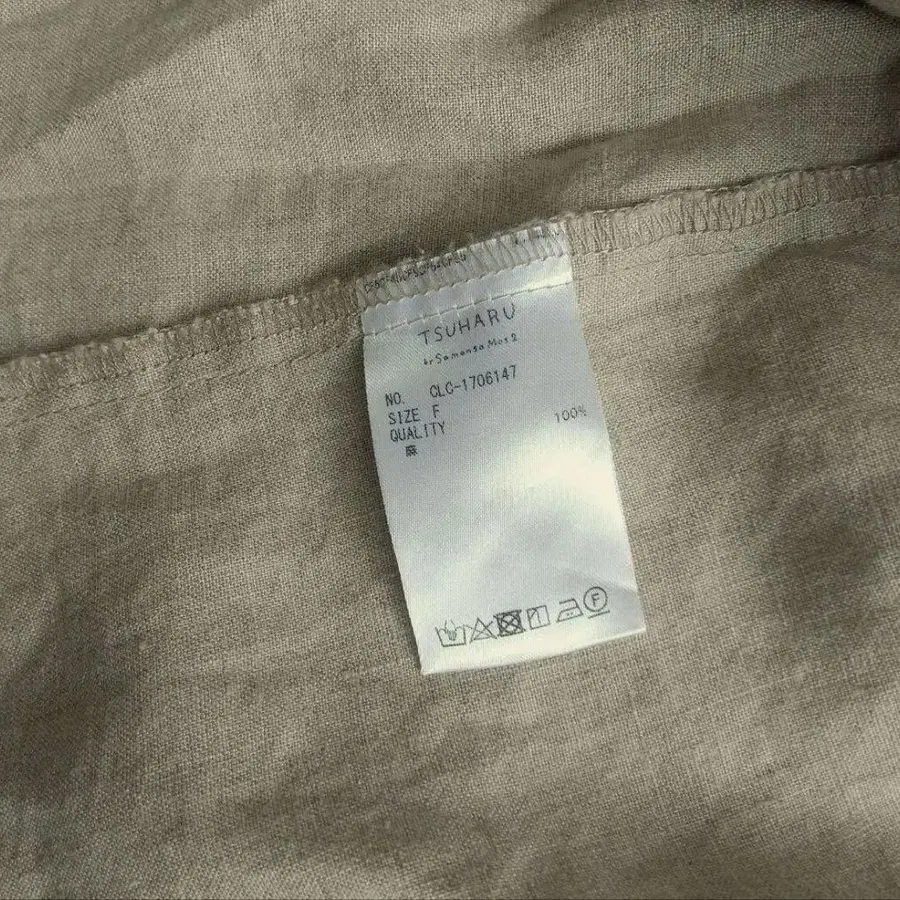 TSUHARU
by Samansa Mos2
NO. CLC-1706147
SIZE F
QUALITY
麻 100%
F